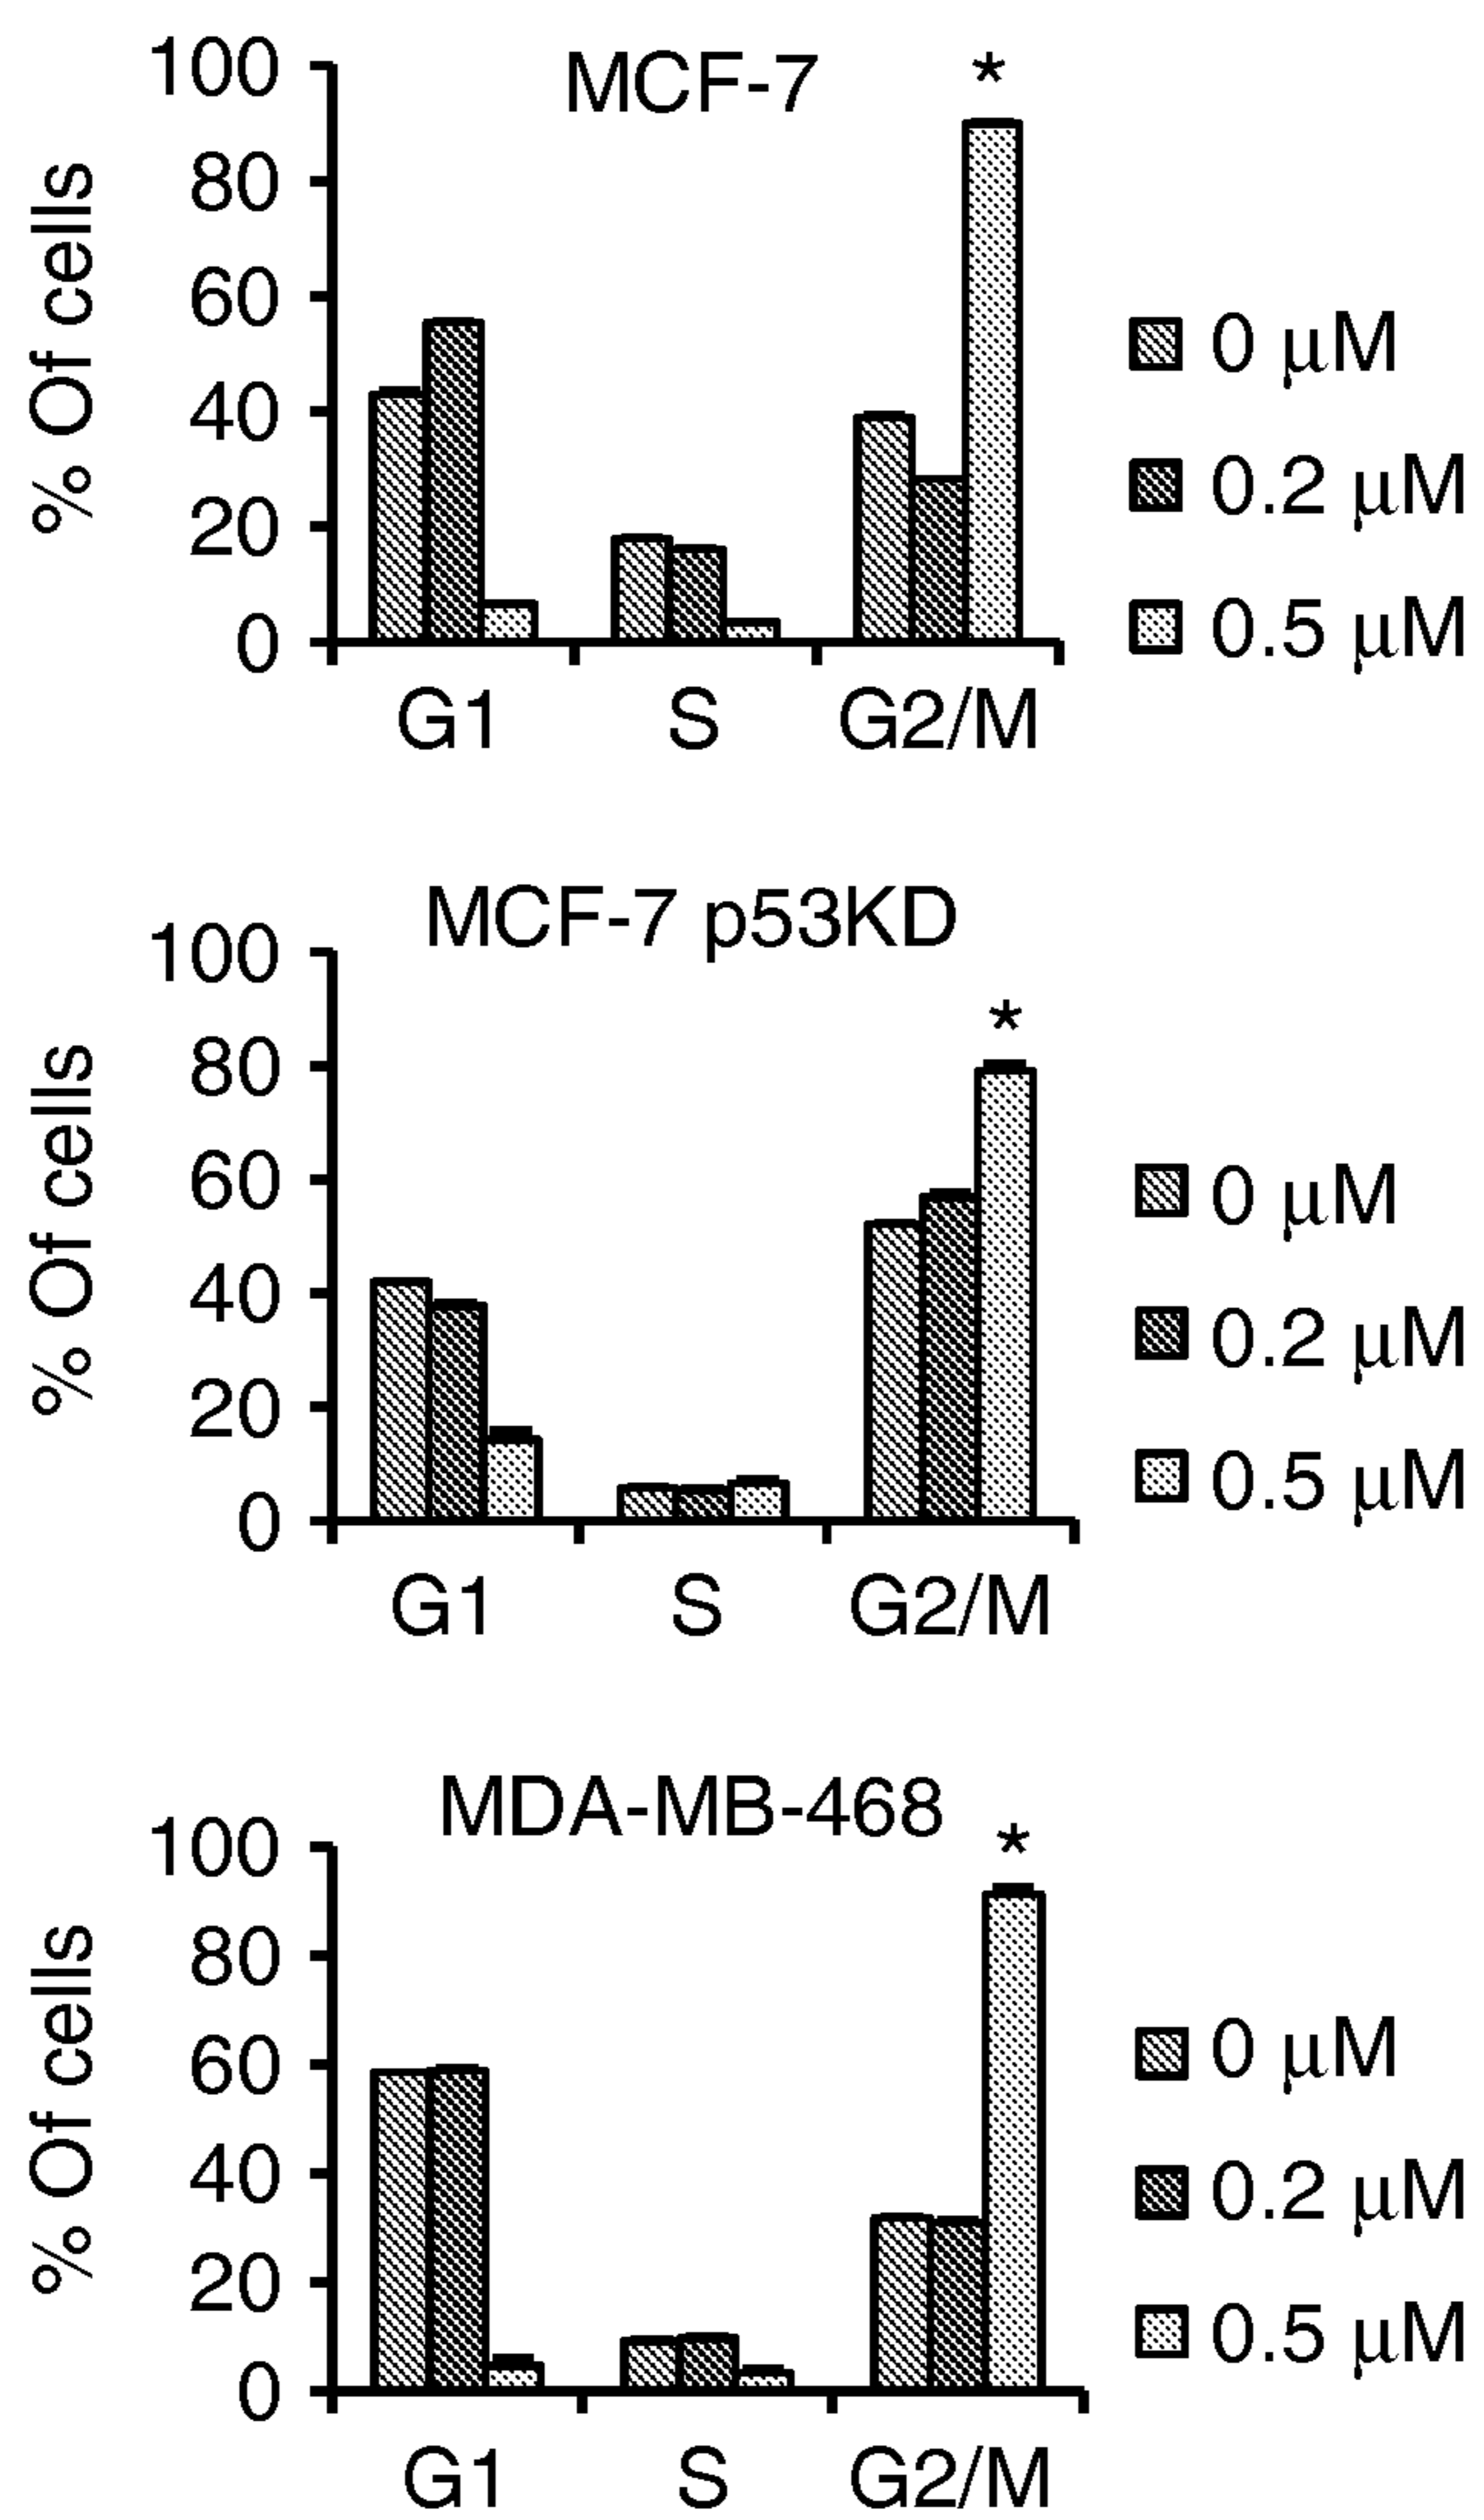 MCF-7
*
% Of cells
100
80
60
40
20
0
G1 S G2/M
0 µM
0.2 µM
0.5 µM
MCF-7 p53KD
*
% Of cells
100
80
60
40
20
0
G1 S G2/M
0 µM
0.2 µM
0.5 µM
MDA-MB-468
*
% Of cells
100
80
60
40
20
0
G1 S G2/M
0 µM
0.2 µM
0.5 µM